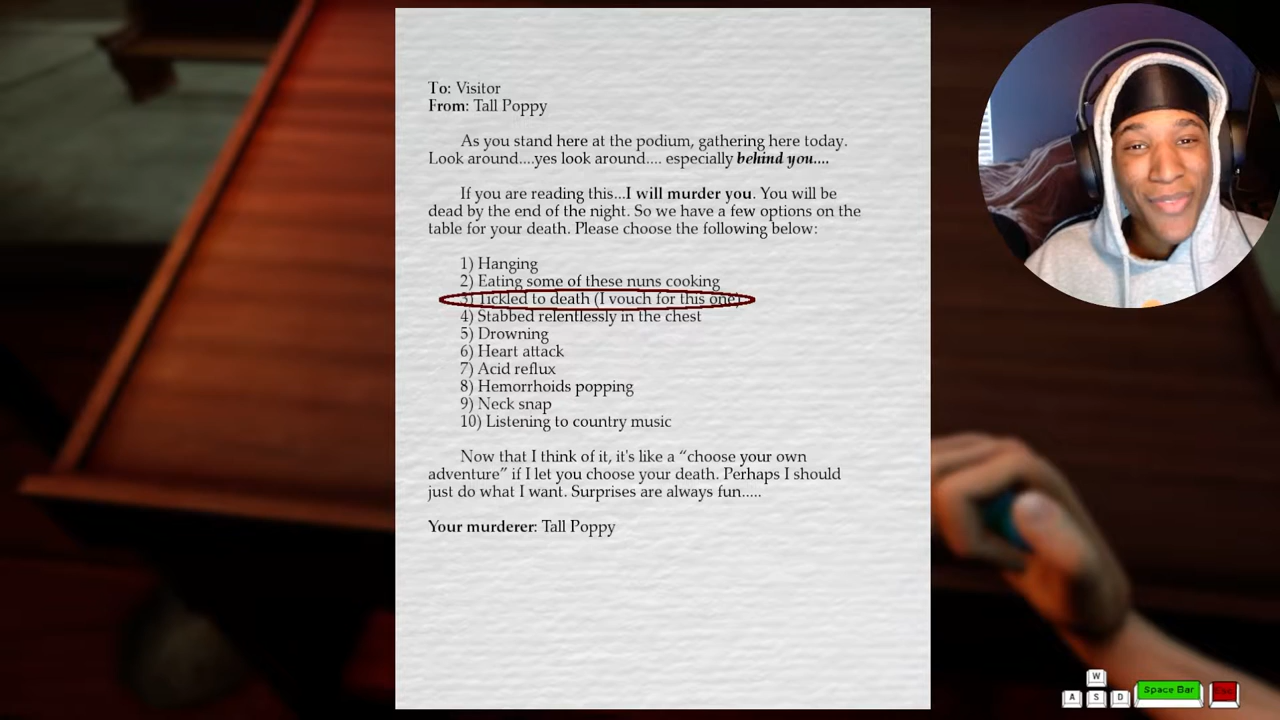 To: Visitor
From: Tall Poppy
As you stand here at the podium, gathering here today.
Look around....yes look around.... especially behind you....
If you are reading this...I will murder you. You will be
dead by the end of the night. So we have a few options on the
table for your death. Please choose the following below:
1) Hanging
2) Eating some of these nuns cooking
3) Tickled to death (I vouch for this one)
4) Stabbed relentlessly in the chest
5) Drowning
6) Heart attack
7) Acid reflux
8) Hemorrhoids popping
9) Neck snap
10) Listening to country music
Now that I think of it, it's like a “choose your own
adventure” if I let you choose your death. Perhaps I should
just do what I want. Surprises are always fun.....
Your murderer: Tall Poppy
W
A S D Space Bar